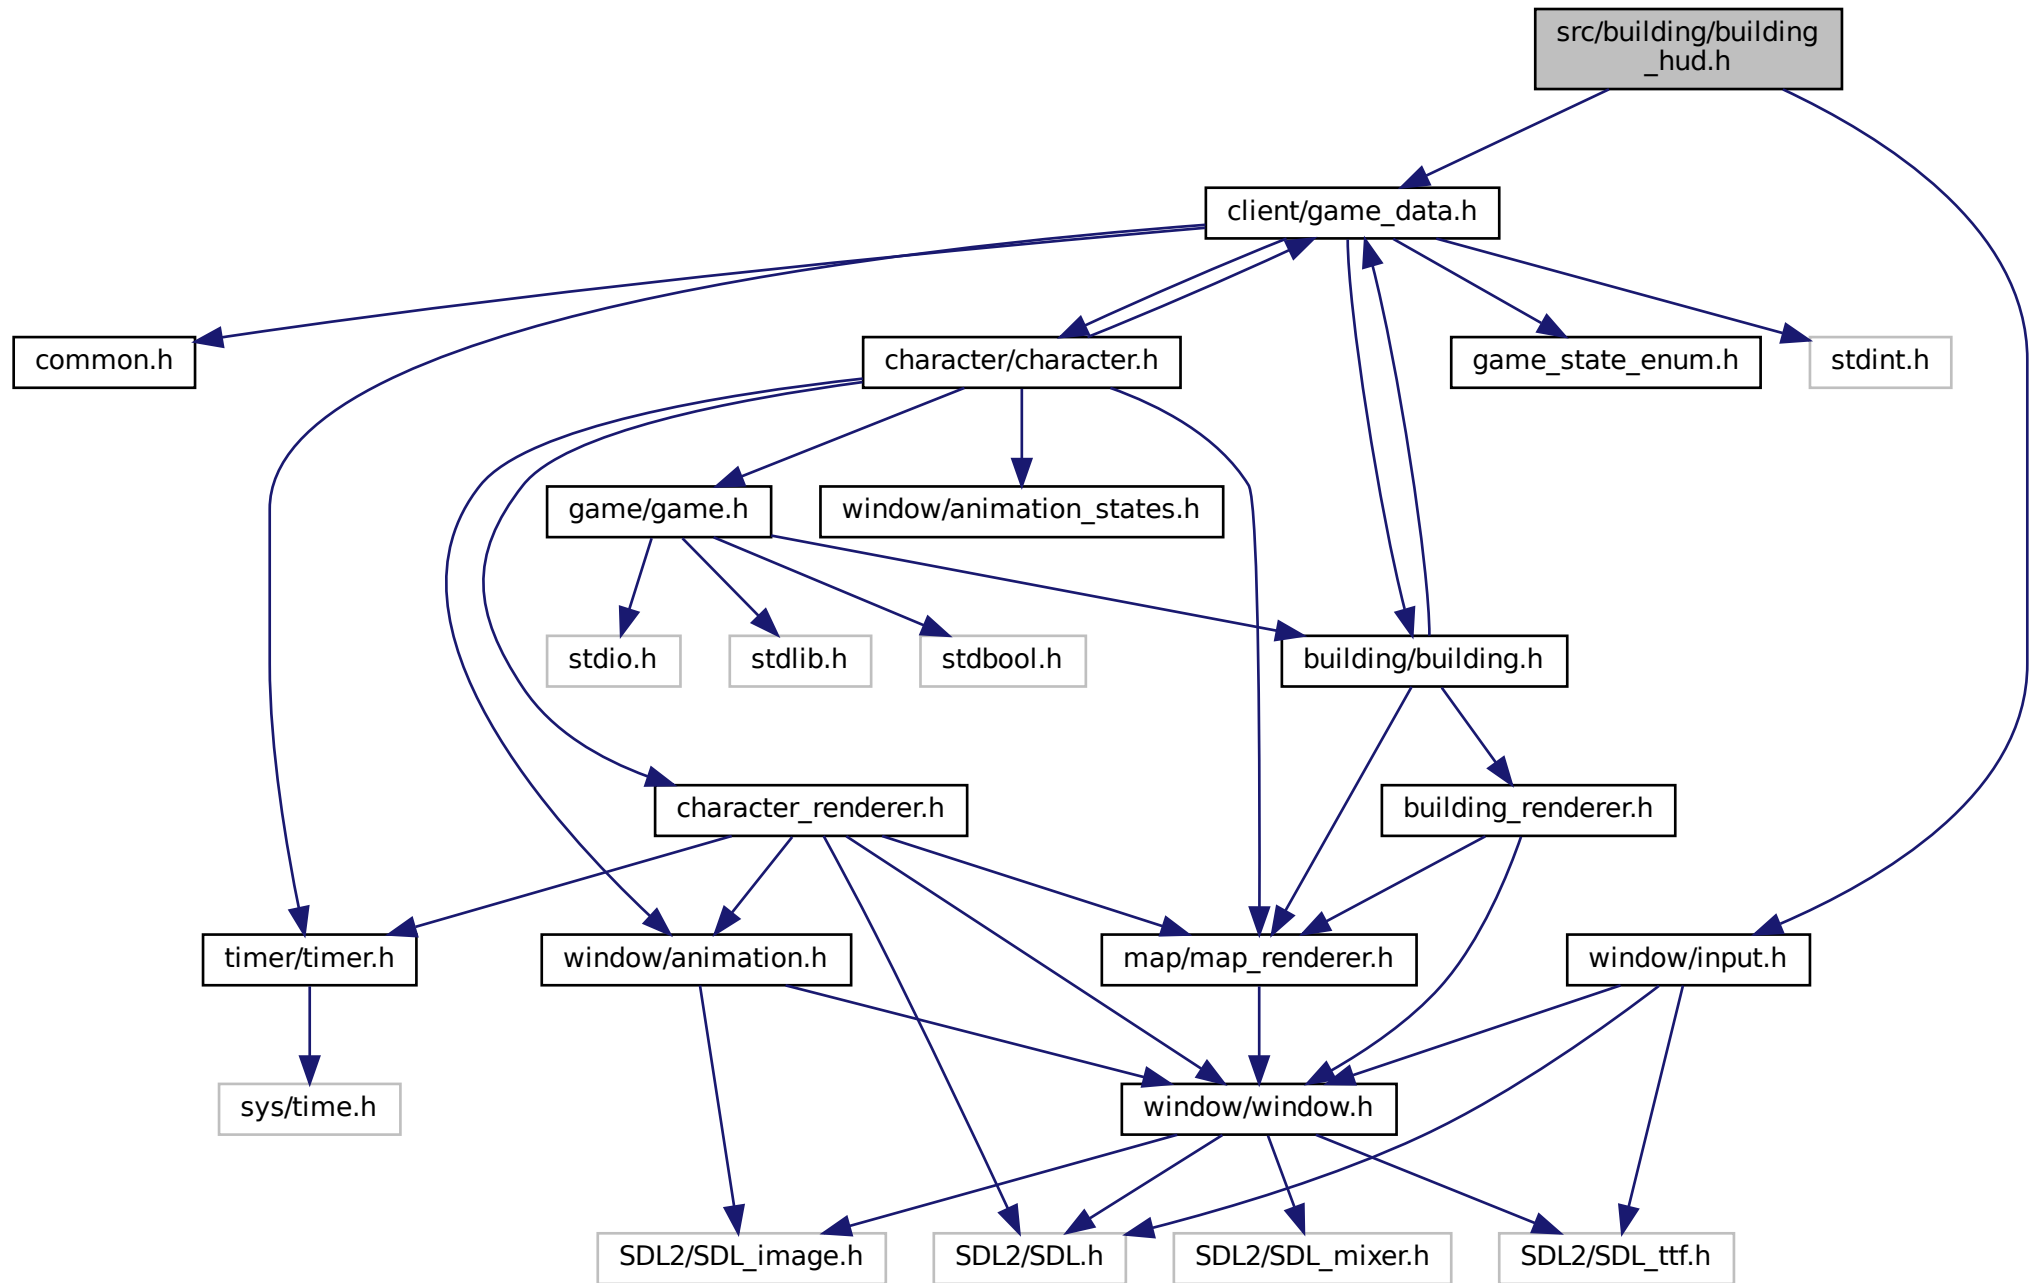 src/building/building
_hud.h
client/game_data.h
common.h
character/character.h
game_state_enum.h
stdint.h
game/game.h
window/animation_states.h
stdio.h
stdlib.h
stdbool.h
building/building.h
character_renderer.h
building_renderer.h
timer/timer.h
window/animation.h
map/map_renderer.h
window/input.h
sys/time.h
window/window.h
SDL2/SDL_image.h
SDL2/SDL.h
SDL2/SDL_mixer.h
SDL2/SDL_ttf.h